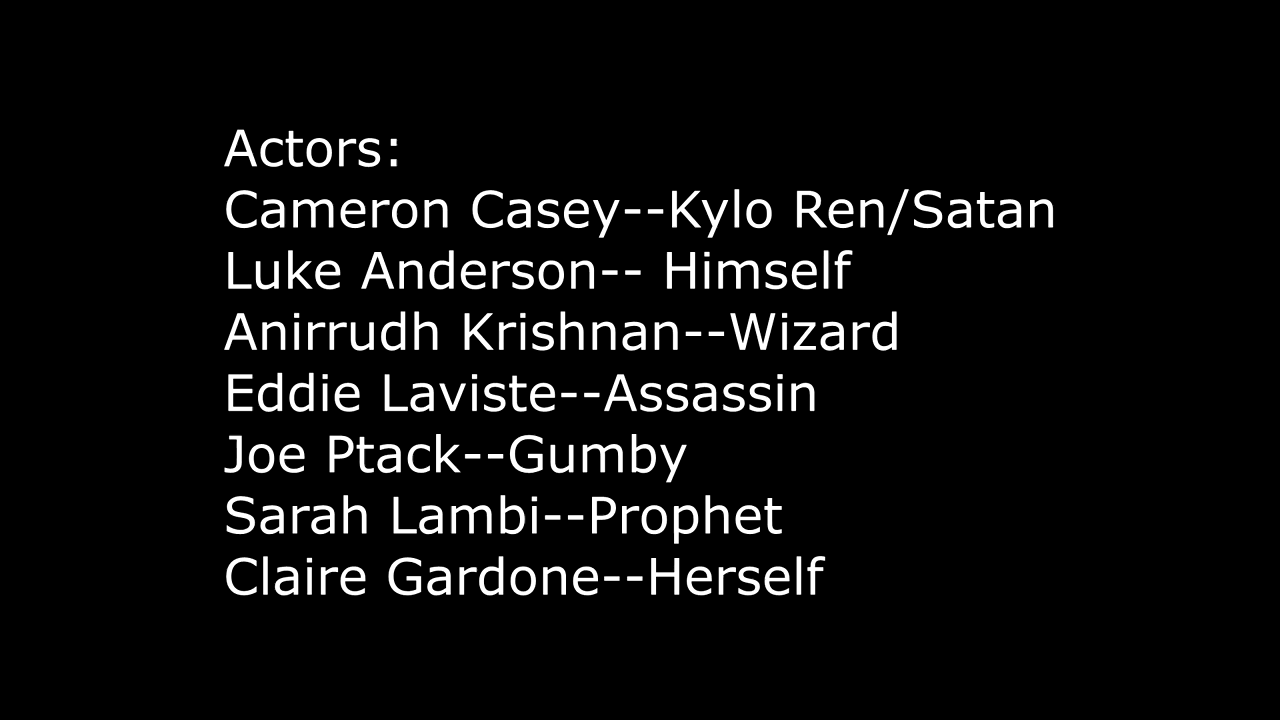 Actors:
Cameron Casey--Kylo Ren/Satan
Luke Anderson-- Himself
Anirrudh Krishnan--Wizard
Eddie Laviste--Assassin
Joe Ptack--Gumby
Sarah Lambi--Prophet
Claire Gardone--Herself